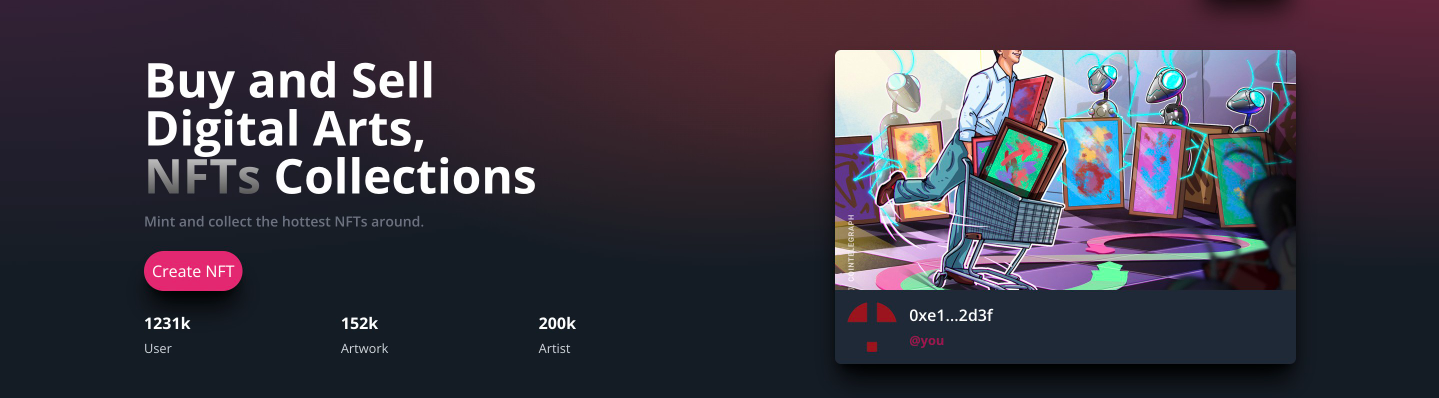 Buy and Sell
Digital Arts,
NFTs Collections
Mint and collect the hottest NFTs around.
Create NFT
1231k
User
152k
Artwork
200k
Artist
COINTELEGRAPH
0xe1...2d3f
@you